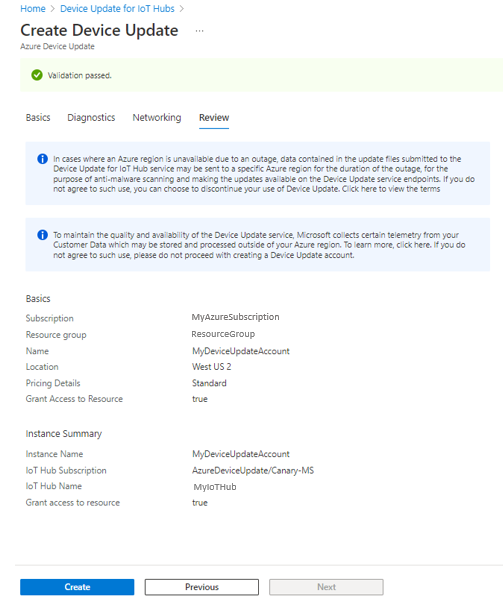 Home > Device Update for IoT Hubs >
Create Device Update ...
Azure Device Update
Validation passed.
Basics Diagnostics Networking Review
In cases where an Azure region is unavailable due to an outage, data contained in the update files submitted to the
Device Update for IoT Hub service may be sent to a specific Azure region for the duration of the outage, for
the purpose of anti-malware scanning and making the updates available on the Device Update service endpoints. If you do
not agree to such use, you can choose to discontinue your use of Device Update. Click here to view the terms
To maintain the quality and availability of the Device Update service, Microsoft collects certain telemetry from your
Customer Data which may be stored and processed outside of your Azure region. To learn more, click here. If you do
not agree to such use, please do not proceed with creating a Device Update account.
Basics
Subscription MyAzureSubscription
Resource group ResourceGroup
Name MyDeviceUpdateAccount
Location West US 2
Pricing Details Standard
Grant Access to Resource true
Instance Summary
Instance Name MyDeviceUpdateAccount
IoT Hub Subscription AzureDeviceUpdate/Canary-MS
IoT Hub Name MyIoTHub
Grant access to resource true
Create Previous Next